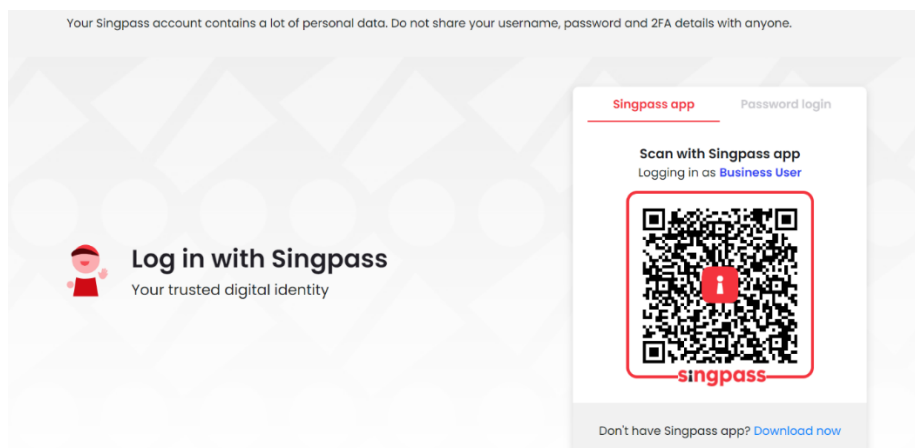 Your Singpass account contains a lot of personal data. Do not share your username, password and 2FA details with anyone.
Singpass app
Password login
Scan with Singpass app
Logging in as Business User
singpass
Log in with Singpass
Your trusted digital identity
Don't have Singpass app? Download now